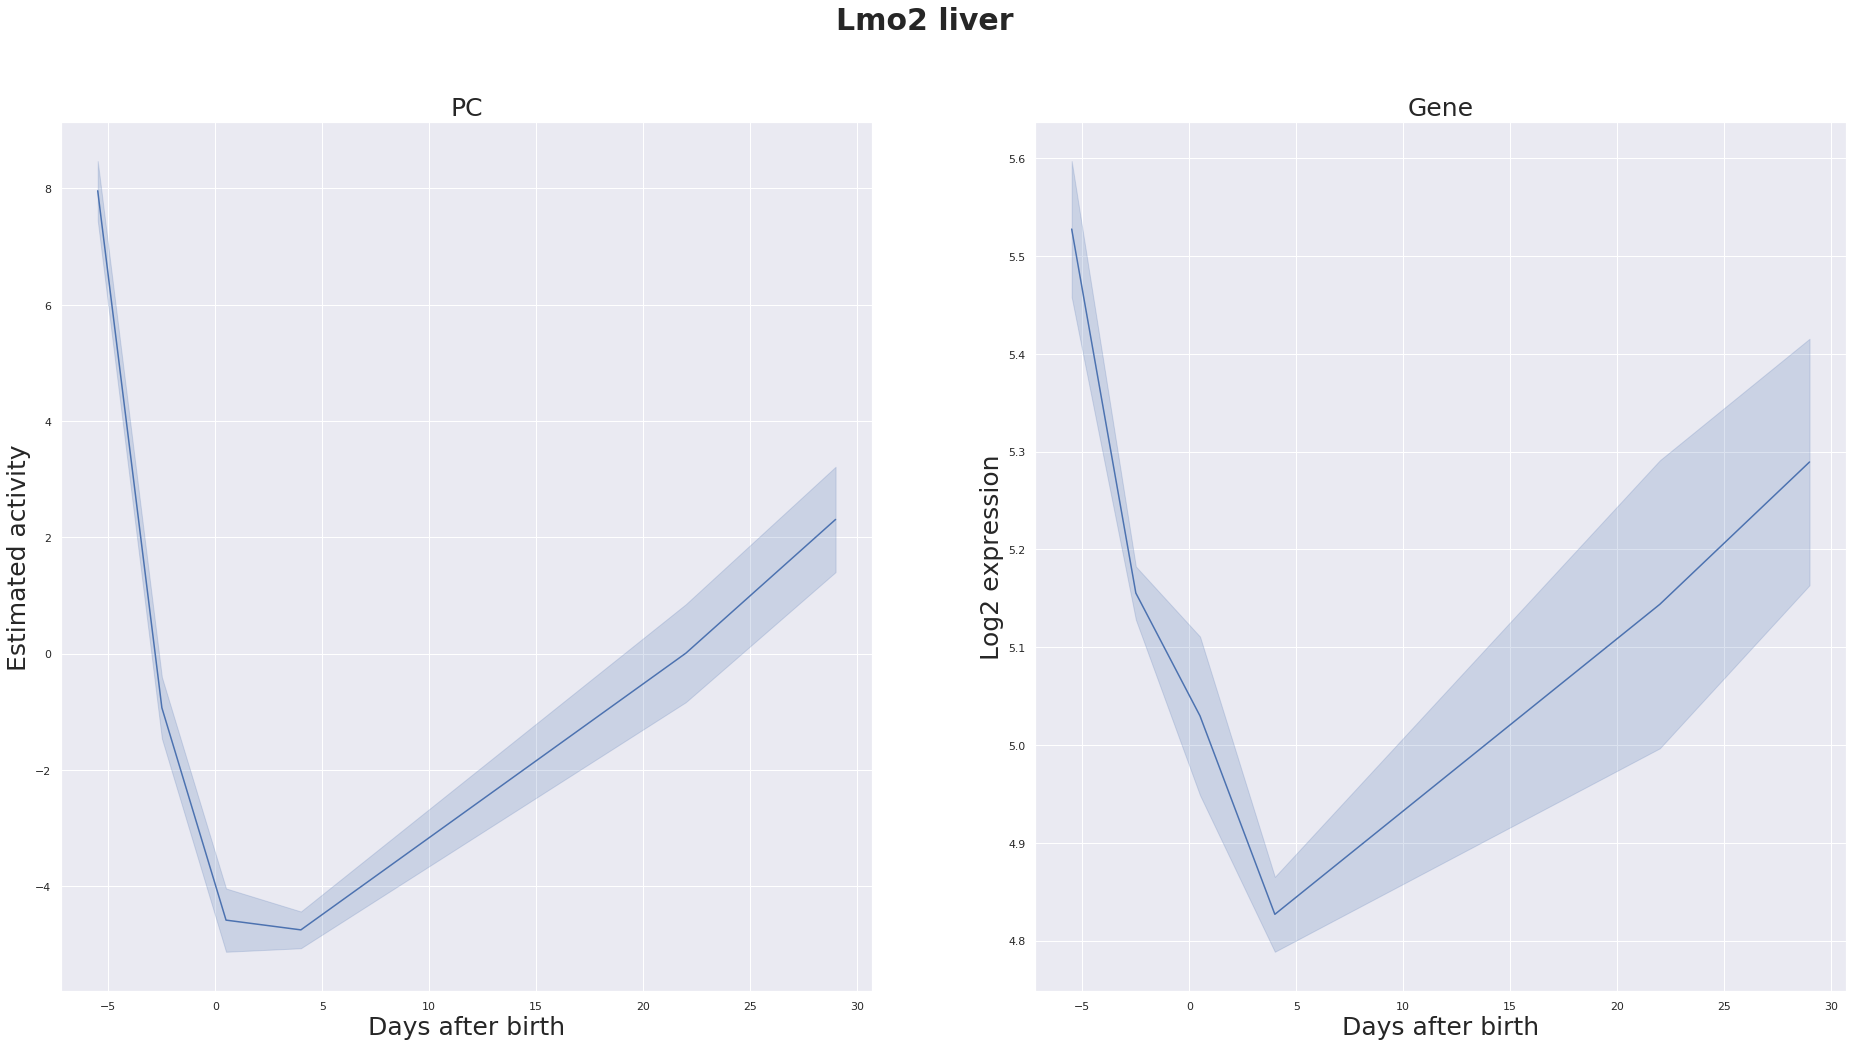 Lmo2 liver
PC
Estimated activity
8
6
4
2
0
−2
−4
−5 0 5 10 15 20 25 30
Days after birth
Gene
Log2 expression
5.6
5.5
5.4
5.3
5.2
5.1
5.0
4.9
4.8
−5 0 5 10 15 20 25 30
Days after birth